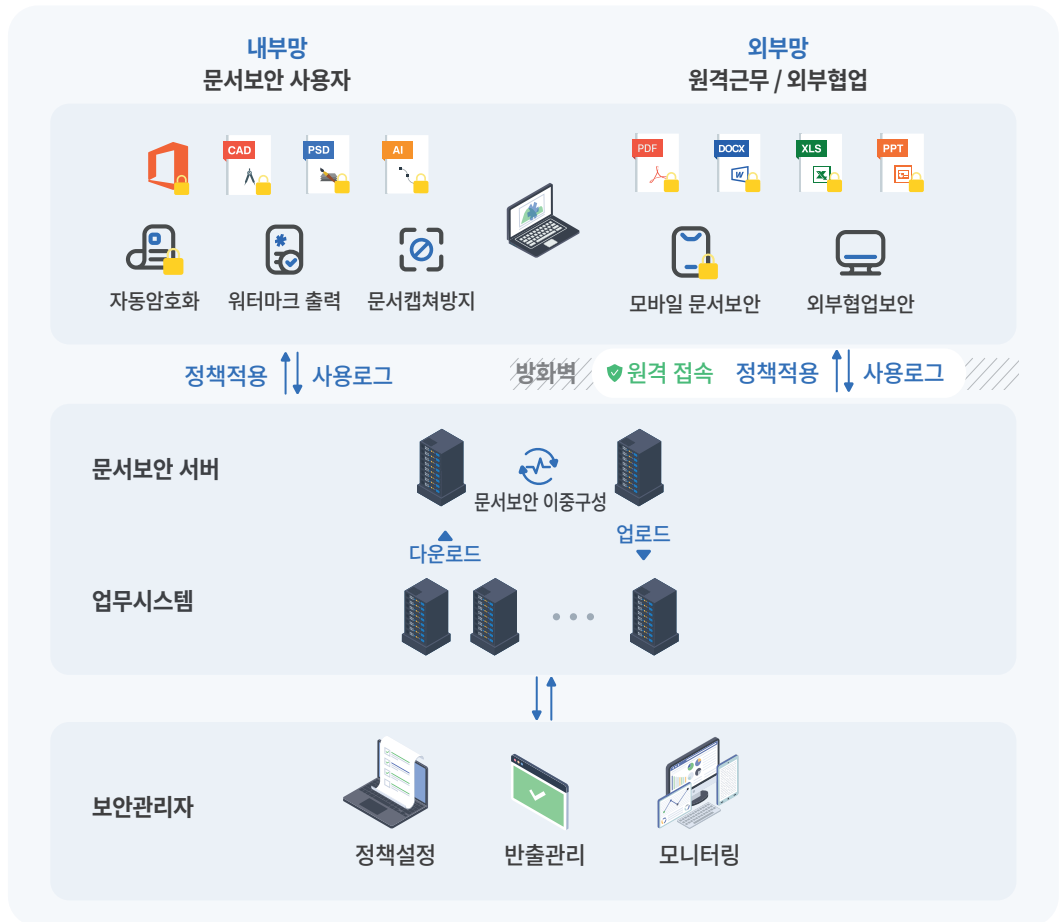 내부망
문서보안 사용자
외부망
원격근무 / 외부협업
CAD
PSD
AI
PDF
DOCX
W
XLS
X
PPT
자동암호화
워터마크 출력
문서캡쳐방지
모바일 문서보안
외부협업보안
정책적용
사용로그
방화벽
원격 접속
정책적용
사용로그
문서보안 서버
문서보안 이중구성
다운로드
업로드
업무시스템
보안관리자
정책설정
반출관리
모니터링